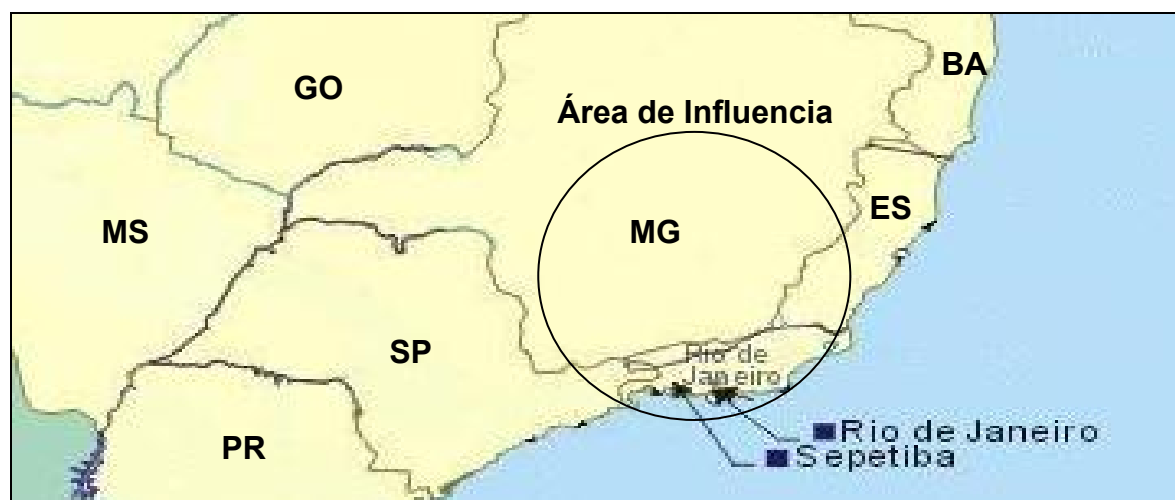 BA
GO
Área de Influencia
ES
MS
MG
SP
Rio de
Janeiro
Rio de Janeiro
PR
Sepetiba